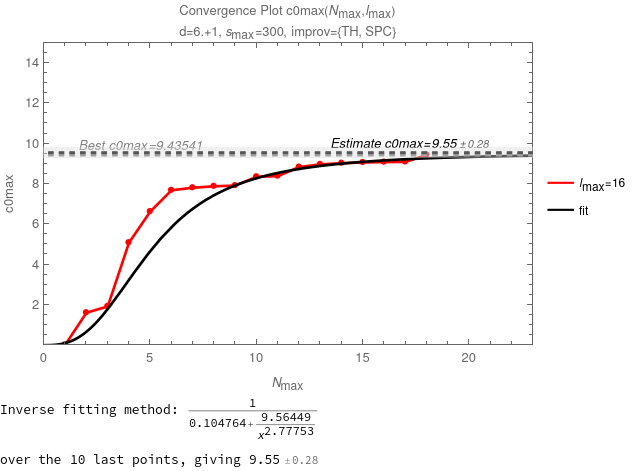 Convergence Plot c0max(Nmax,lmax)
d=6.+1, smax=300, improv={TH, SPC}
14
12
10
8
6
4
2
c0max
Best c0max=9.43541
Estimate c0max=9.55 ±0.28
lmax=16
fit
0 5 10 15 20
Nmax
Inverse fitting method: 1
0.104764+ 9.56449
x2.77753
over the 10 last points, giving 9.55 ±0.28